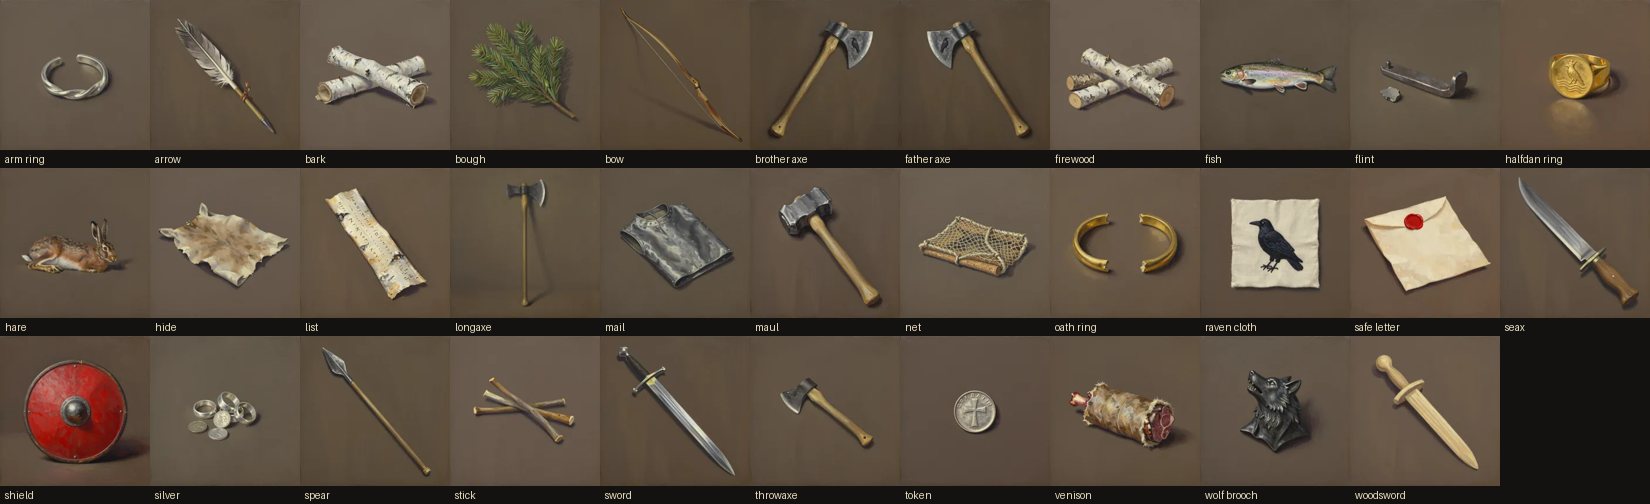 arm ring
arrow
bark
bough
bow
brother axe
father axe
firewood
fish
flint
halfdan ring
hare
hide
list
longaxe
mail
maul
net
oath ring
raven cloth
safe letter
seax
shield
silver
spear
stick
sword
throwaxe
token
venison
wolf brooch
woodsword